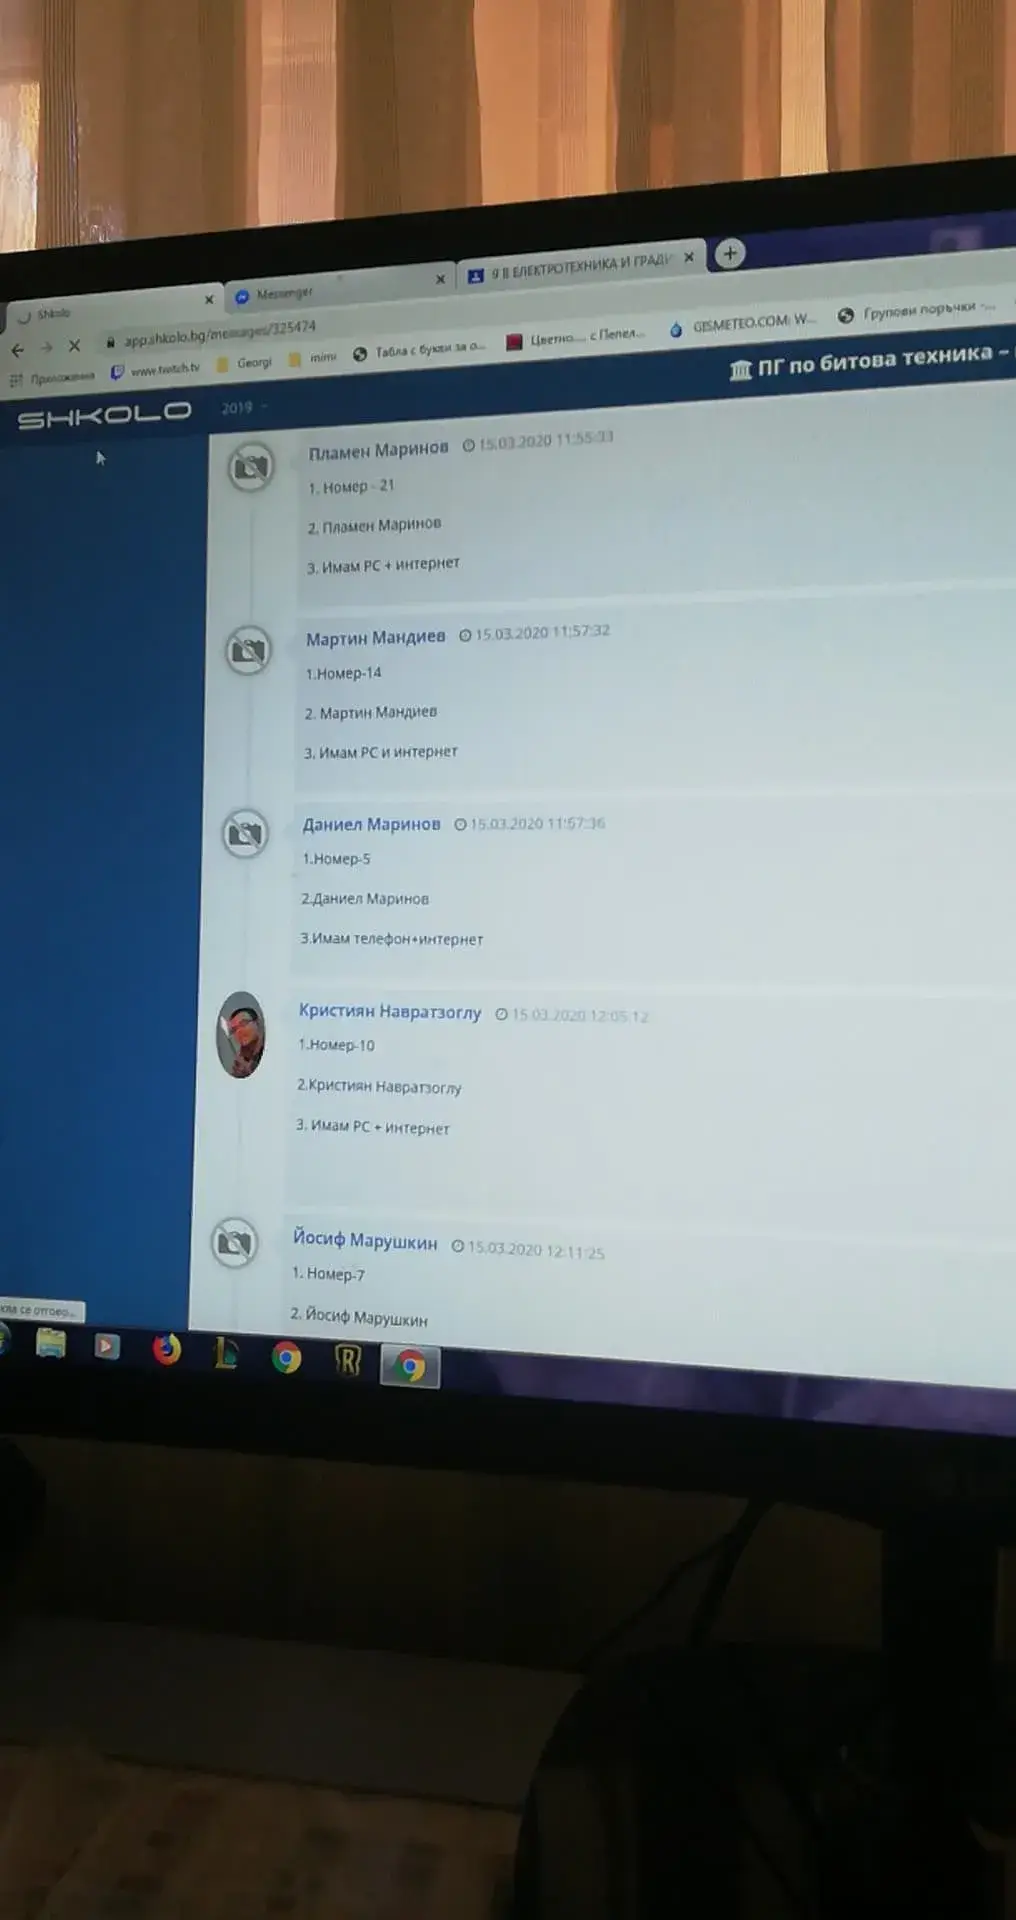 Shkolo
Messenger
9 В ЕЛЕКТРОТЕХНИКА И ГРАДИ
app.shkolo.bg/messages/325474
Приложения
www.twitch.tv
Georgi
mimi
Табла с букви за о...
Цветно.... с Пепел...
GISMETEO.COM: W...
Групови поръчки -...
SHKOLO
2019
ПГ по битова техника –
Пламен Маринов 15.03.2020 11:55:33
1. Номер - 21
2. Пламен Маринов
3. Имам PC + интернет
Мартин Мандиев 15.03.2020 11:57:32
1.Номер-14
2. Мартин Мандиев
3. Имам PC и интернет
Даниел Маринов 15.03.2020 11:57:36
1.Номер-5
2.Даниел Маринов
3.Имам телефон+интернет
Кристиян Навратзоглу 15.03.2020 12:05:12
1.Номер-10
2.Кристиян Навратзоглу
3. Имам PC + интернет
Йосиф Марушкин 15.03.2020 12:11:25
1. Номер-7
2. Йосиф Марушкин